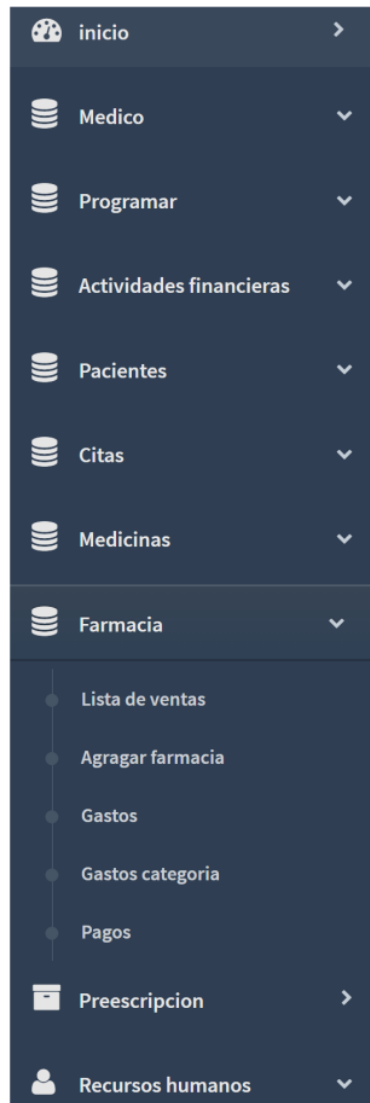 inicio
Medico
Programar
Actividades financieras
Pacientes
Citas
Medicinas
Farmacia
Lista de ventas
Agragar farmacia
Gastos
Gastos categoria
Pagos
Preescripcion
Recursos humanos